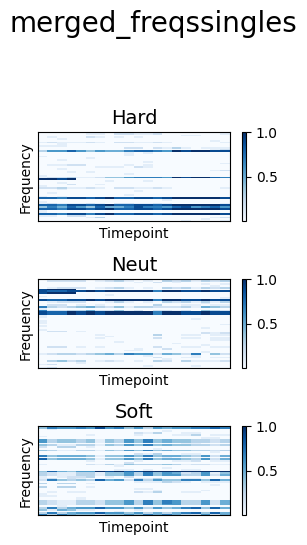 merged_freqssingles
Hard
Frequency
1.0
0.5
Timepoint
Neut
Frequency
1.0
0.5
Timepoint
Soft
Frequency
1.0
0.5
Timepoint